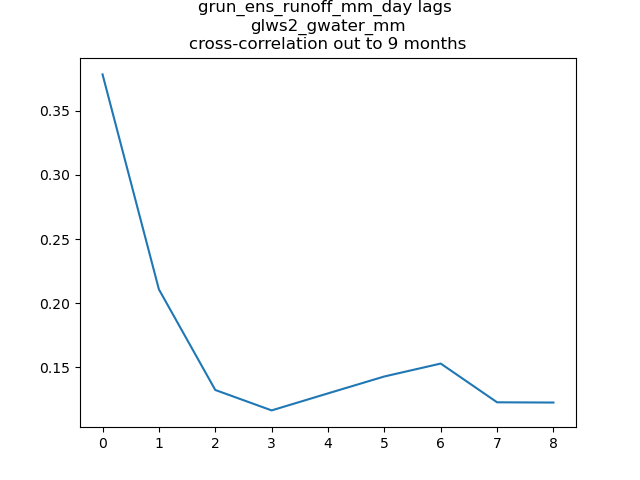 grun_ens_runoff_mm_day lags
glws2_gwater_mm
cross-correlation out to 9 months
0.35
0.30
0.25
0.20
0.15
0 1 2 3 4 5 6 7 8